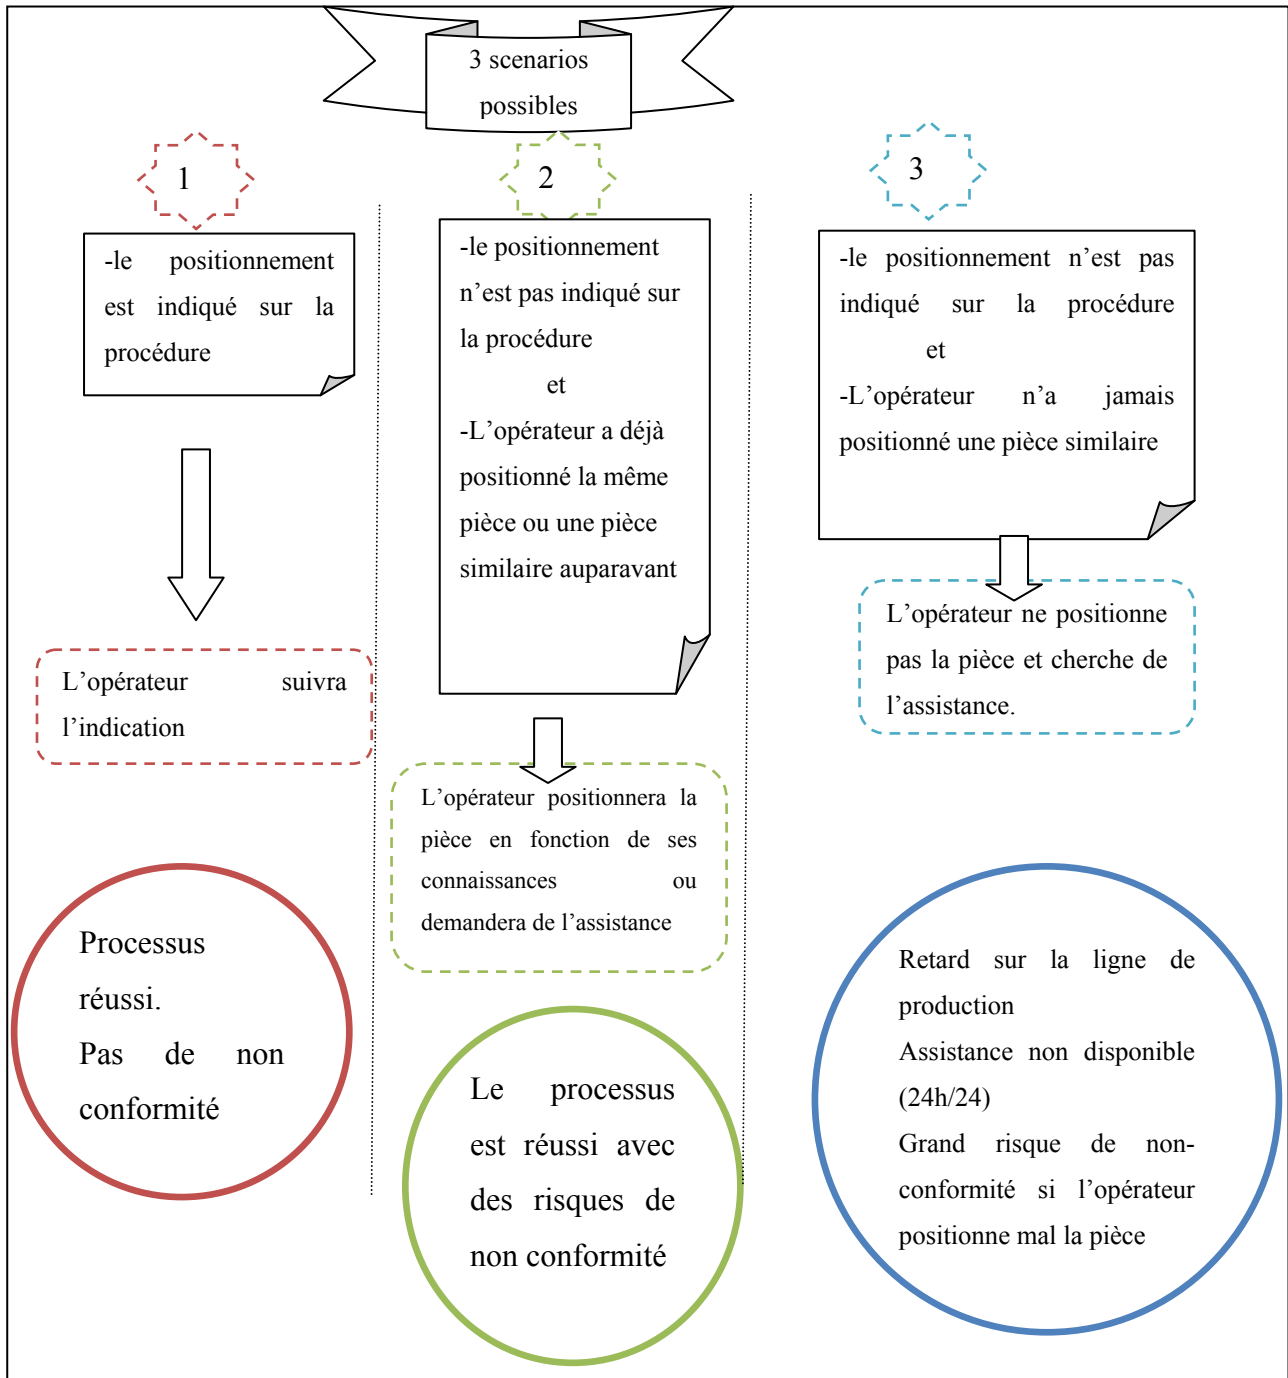 3 scenarios
possibles
1
-le positionnement
est indiqué sur la
procédure
L’opérateur suivra
l’indication
Processus
réussi.
Pas de non
conformité
2
-le positionnement
n’est pas indiqué sur
la procédure
et
-L’opérateur a déjà
positionné la même
pièce ou une pièce
similaire auparavant
L’opérateur positionnera la
pièce en fonction de ses
connaissances ou
demandera de l’assistance
Le processus
est réussi avec
des risques de
non conformité
3
-le positionnement n’est pas
indiqué sur la procédure
et
-L’opérateur n’a jamais
positionné une pièce similaire
L’opérateur ne positionne
pas la pièce et cherche de
l’assistance.
Retard sur la ligne de
production
Assistance non disponible
(24h/24)
Grand risque de non-
conformité si l’opérateur
positionne mal la pièce